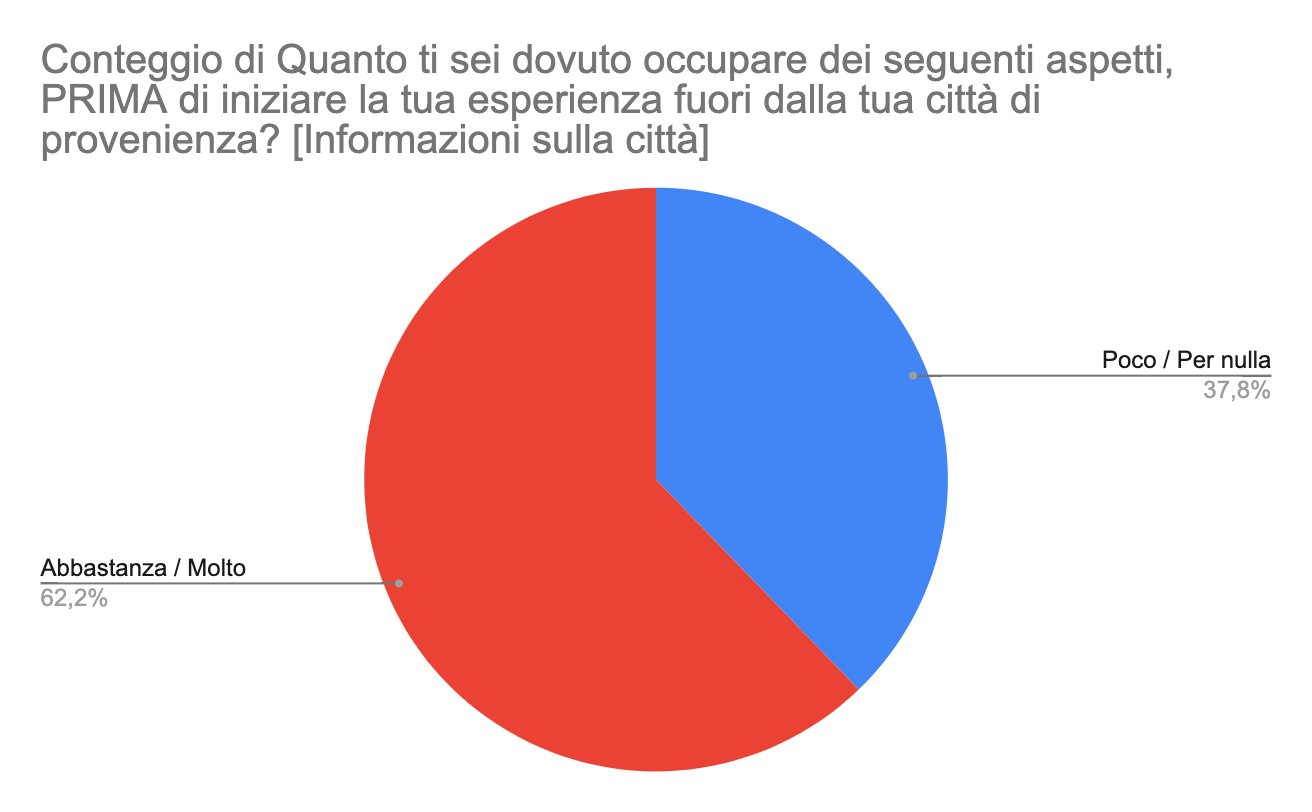 Conteggio di Quanto ti sei dovuto occupare dei seguenti aspetti,
PRIMA di iniziare la tua esperienza fuori dalla tua città di
provenienza? [Informazioni sulla città]
Poco / Per nulla
37,8%
Abbastanza / Molto
62,2%